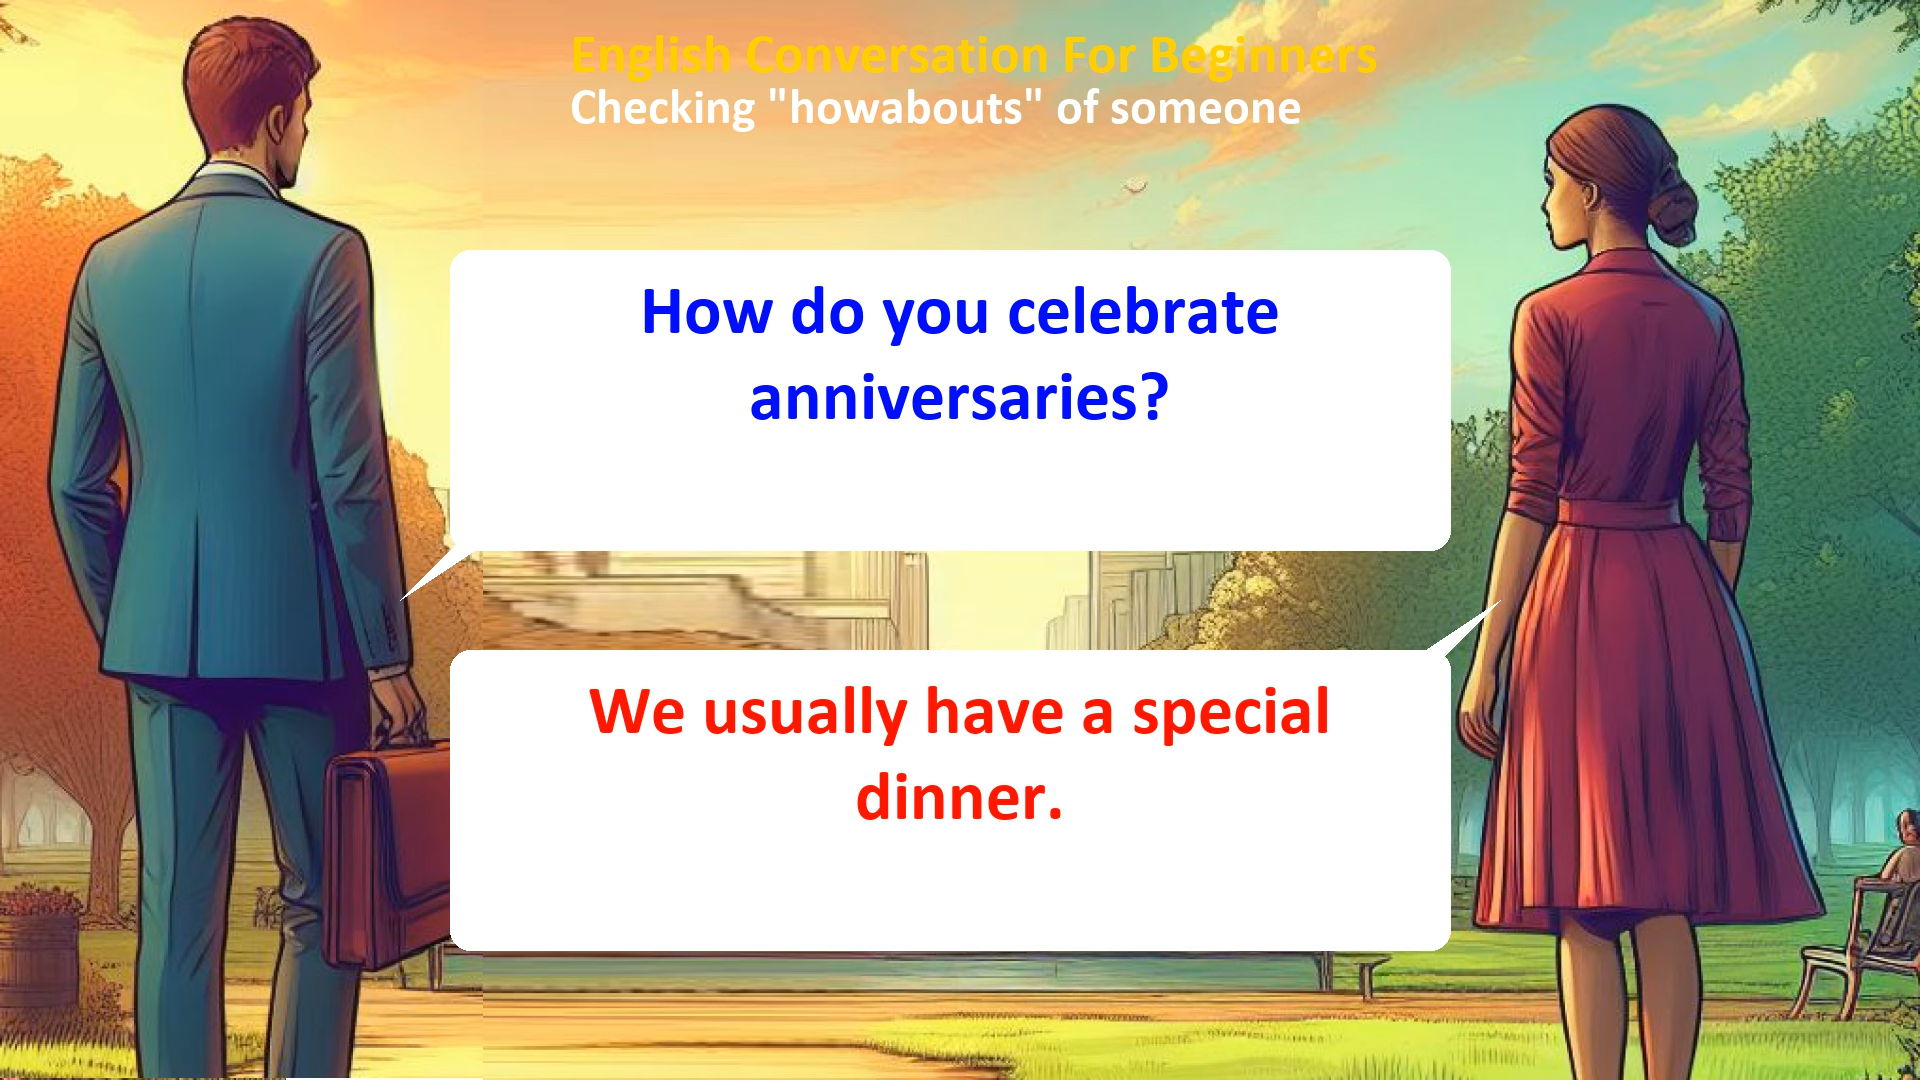 English Conversation For Beginners
Checking "howabouts" of someone
How do you celebrate
anniversaries?
We usually have a special
dinner.